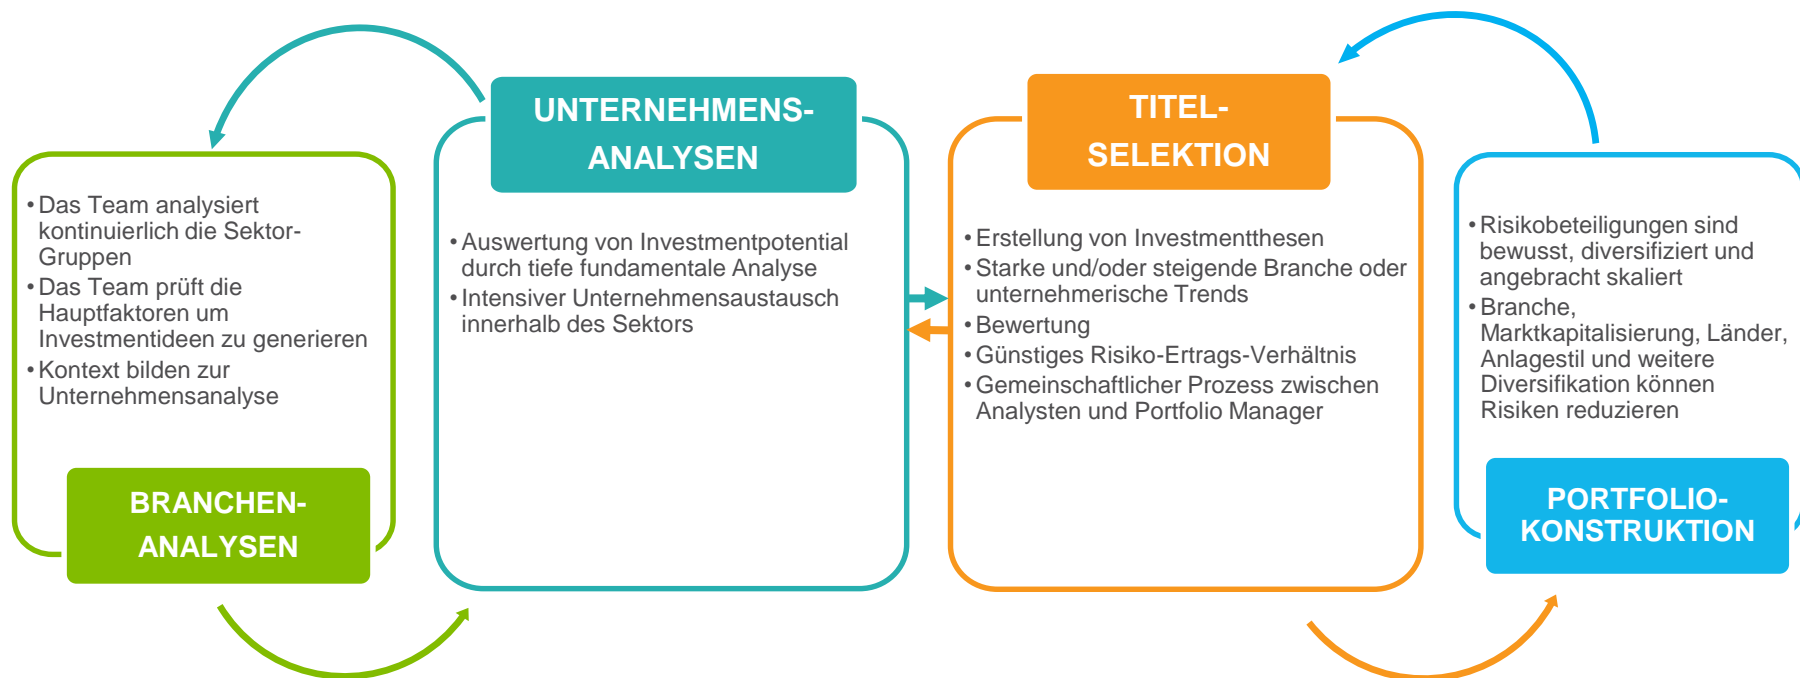 BRANCHEN-
ANALYSEN
• Das Team analysiert
kontinuierlich die Sektor-
Gruppen
• Das Team prüft die
Hauptfaktoren um
Investmentideen zu generieren
• Kontext bilden zur
Unternehmensanalyse
UNTERNEHMENS-
ANALYSEN
• Auswertung von Investmentpotential
durch tiefe fundamentale Analyse
• Intensiver Unternehmensaustausch
innerhalb des Sektors
TITEL-
SELEKTION
• Erstellung von Investmentthesen
• Starke und/oder steigende Branche oder
unternehmerische Trends
• Bewertung
• Günstiges Risiko-Ertrags-Verhältnis
• Gemeinschaftlicher Prozess zwischen
Analysten und Portfolio Manager
• Risikobeteiligungen sind
bewusst, diversifiziert und
angebracht skaliert
• Branche,
Marktkapitalisierung, Länder,
Anlagestil und weitere
Diversifikation können
Risiken reduzieren
PORTFOLIO-
KONSTRUKTION